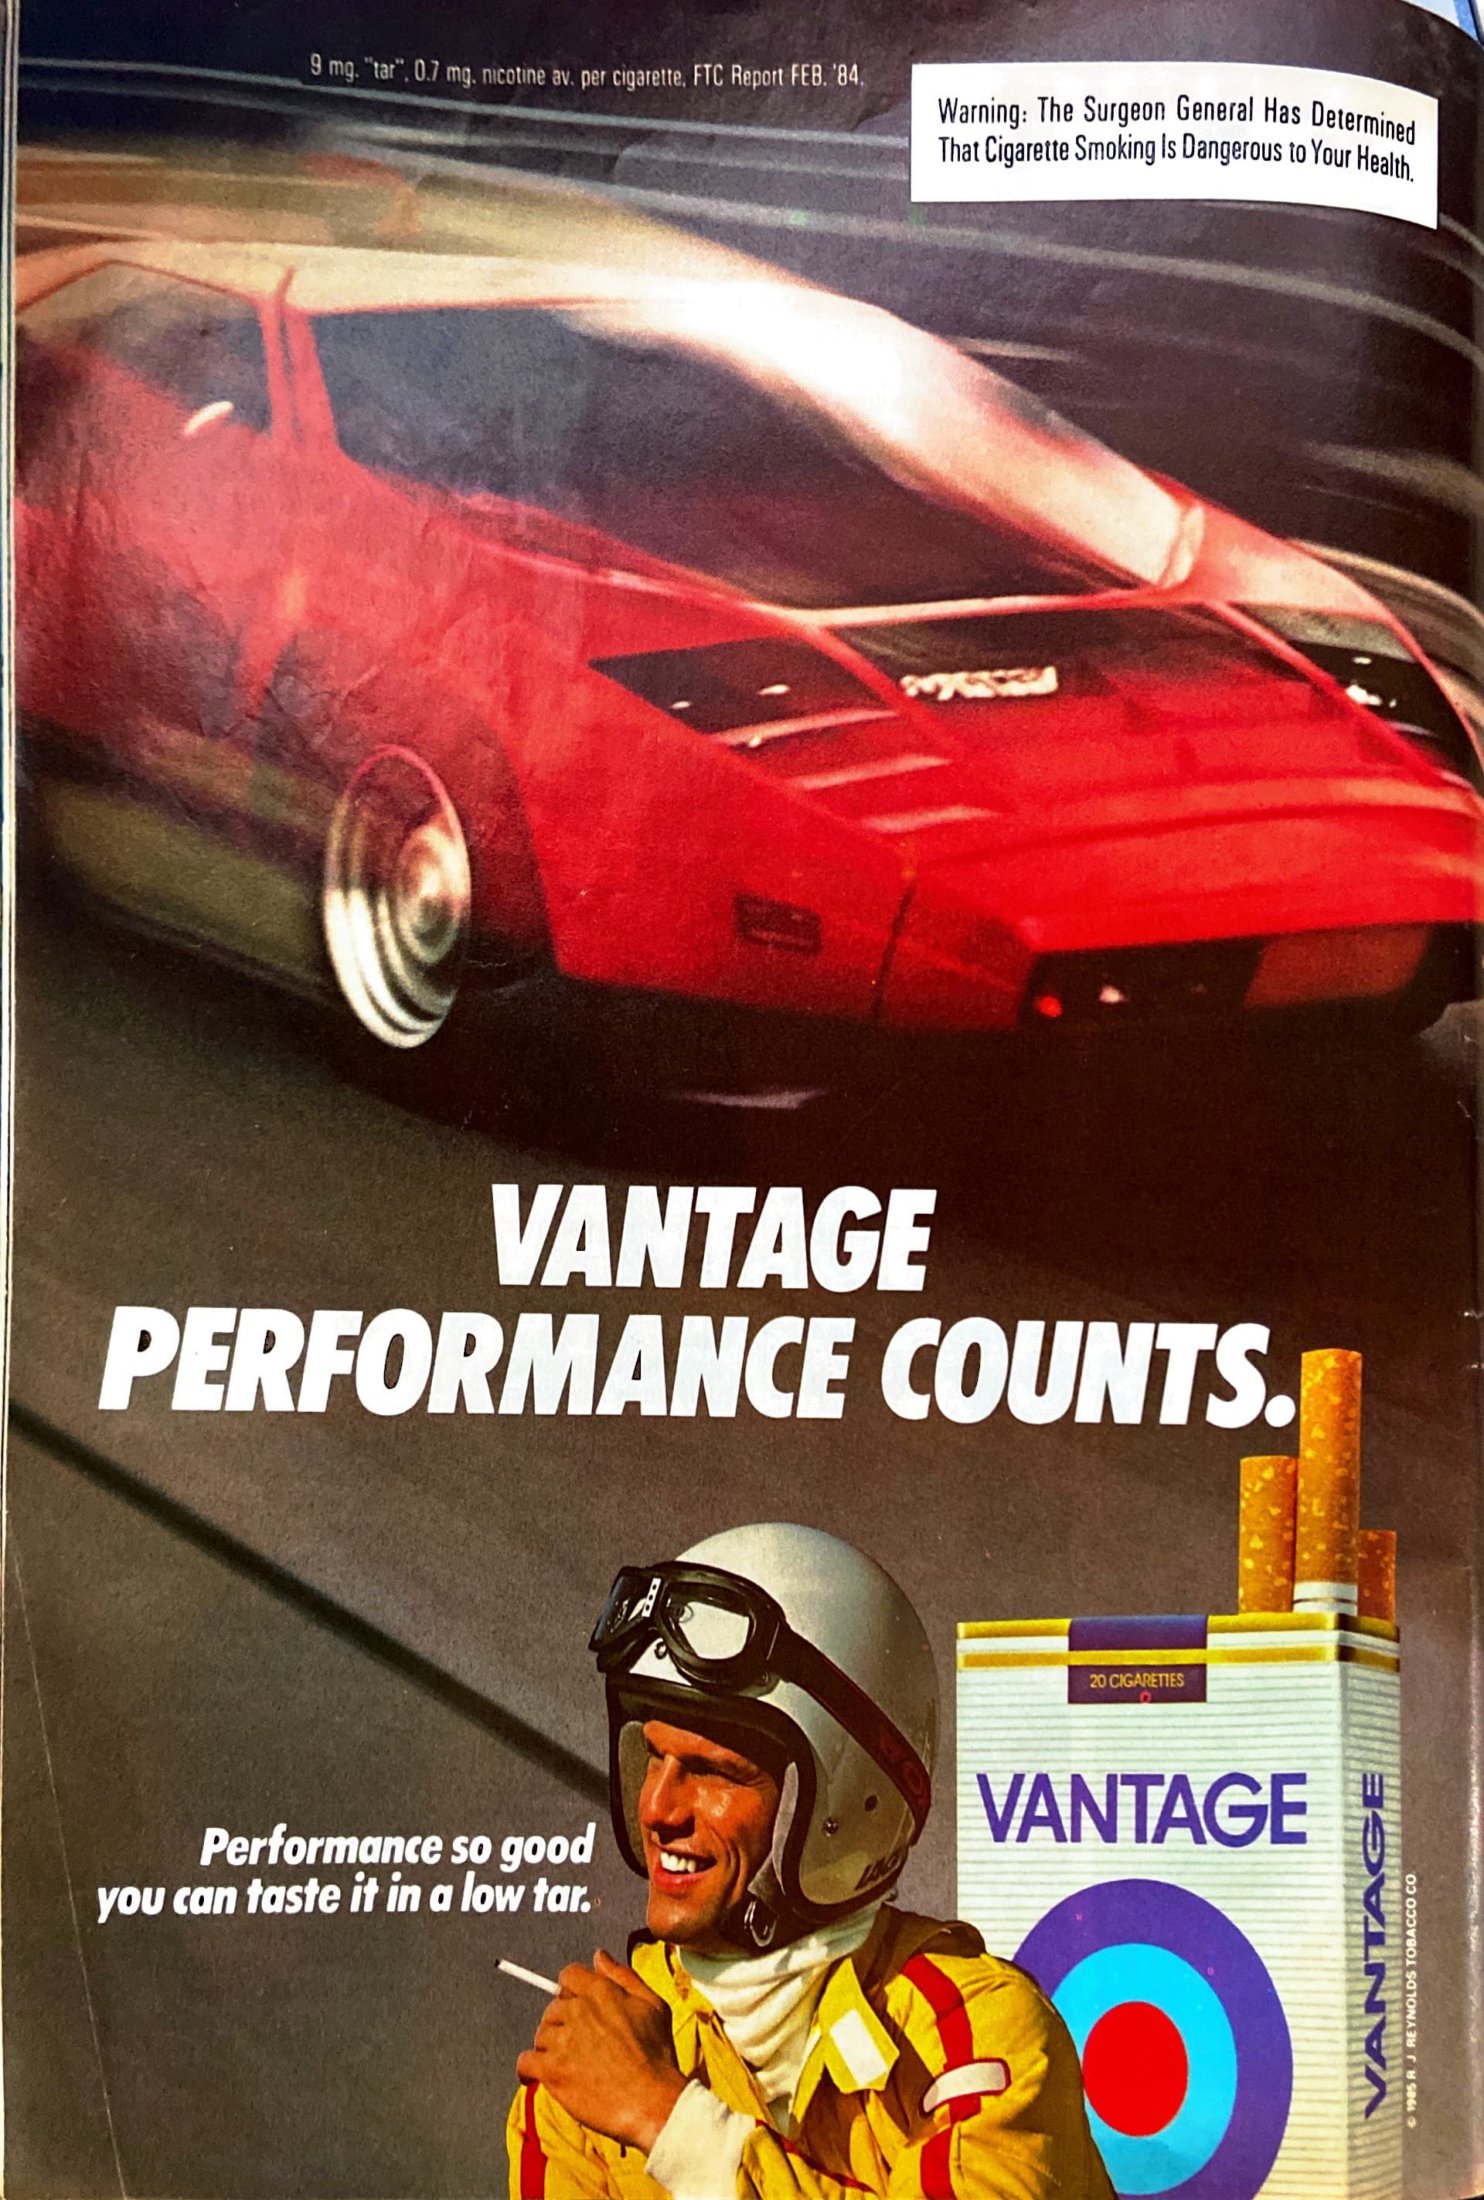 9 mg. "tar", 0.7 mg. nicotine av. per cigarette, FTC Report FEB. '84.
Warning: The Surgeon General Has Determined
That Cigarette Smoking Is Dangerous to Your Health.
VANTAGE
PERFORMANCE COUNTS.
Performance so good
you can taste it in a low tar.
20 CIGARETTES
VANTAGE
VANTAGE
© 1985 R J REYNOLDS TOBACCO CO